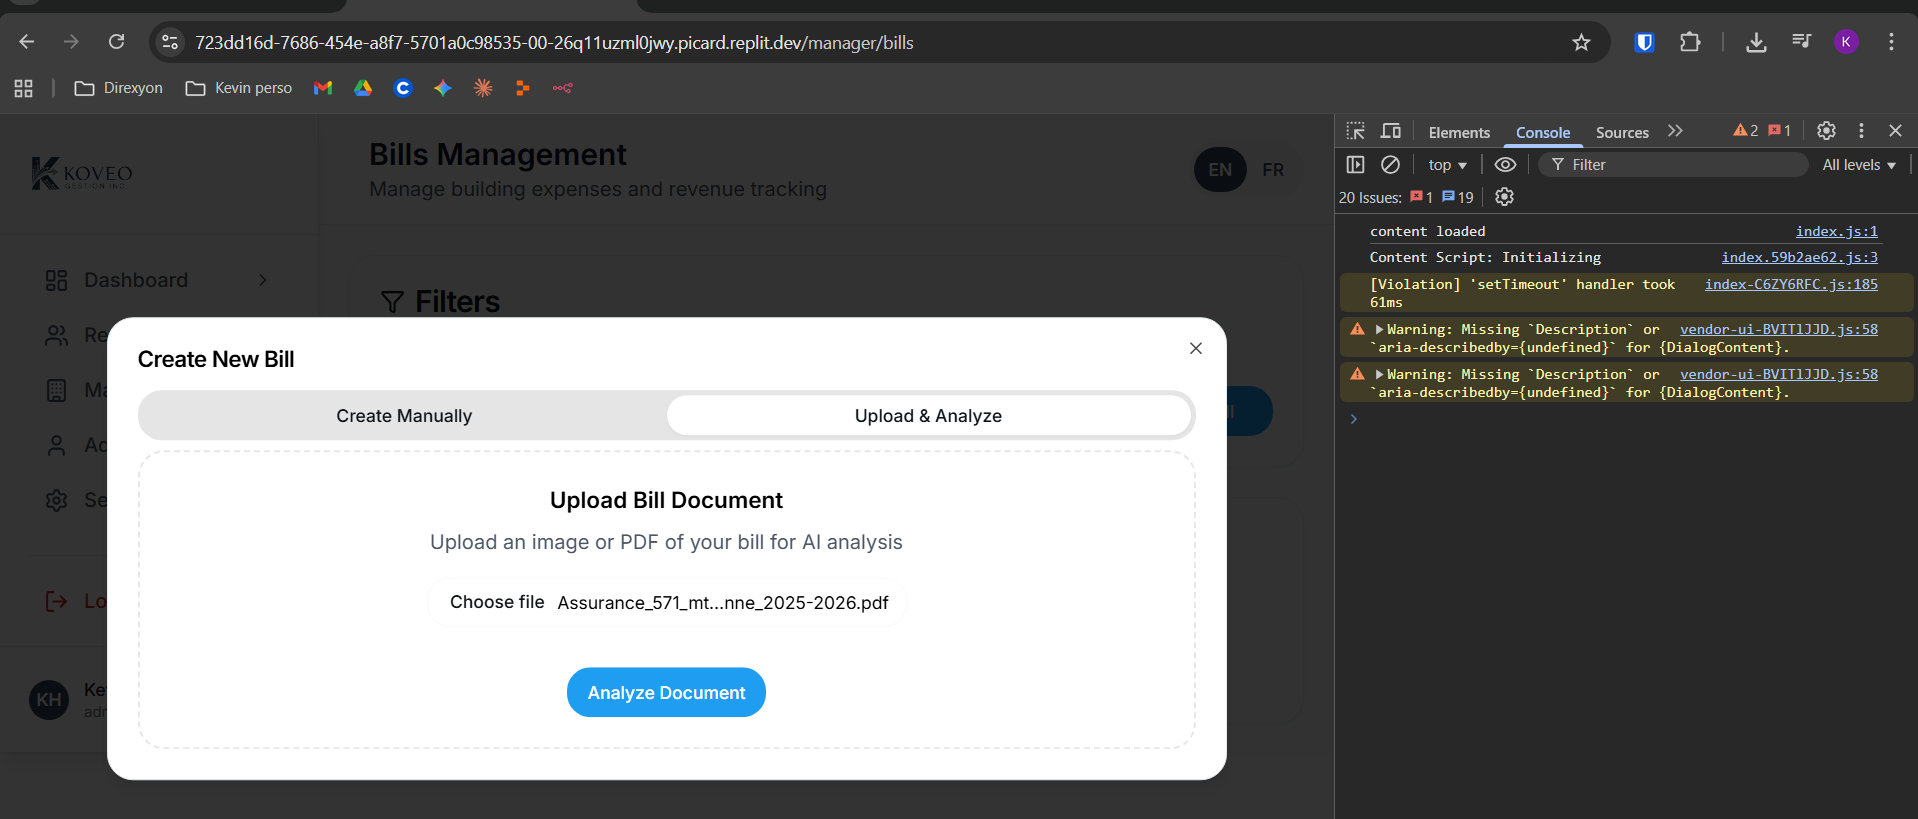 723dd16d-7686-454e-a8f7-5701a0c98535-00-26q11uzml0jwy.picard.replit.dev/manager/bills
K
Direxyon
Kevin perso
KOVEO
GESTION INC.
Bills Management
Manage building expenses and revenue tracking
EN FR
Dashboard
Re
Ma
Ad
Se
Lo
KH
Ke
adr
Filters
Create New Bill
Create Manually
Upload & Analyze
Upload Bill Document
Upload an image or PDF of your bill for AI analysis
Choose file Assurance_571_mt...nne_2025-2026.pdf
Analyze Document
Elements Console Sources 2 1
top Filter All levels
20 Issues: 1 19
content loaded index.js:1
Content Script: Initializing index.59b2ae62.js:3
[Violation] 'setTimeout' handler took index-C6ZY6RFC.js:185
61ms
Warning: Missing `Description` or vendor-ui-BVITlJJD.js:58
`aria-describedby={undefined}` for {DialogContent}.
Warning: Missing `Description` or vendor-ui-BVITlJJD.js:58
`aria-describedby={undefined}` for {DialogContent}.